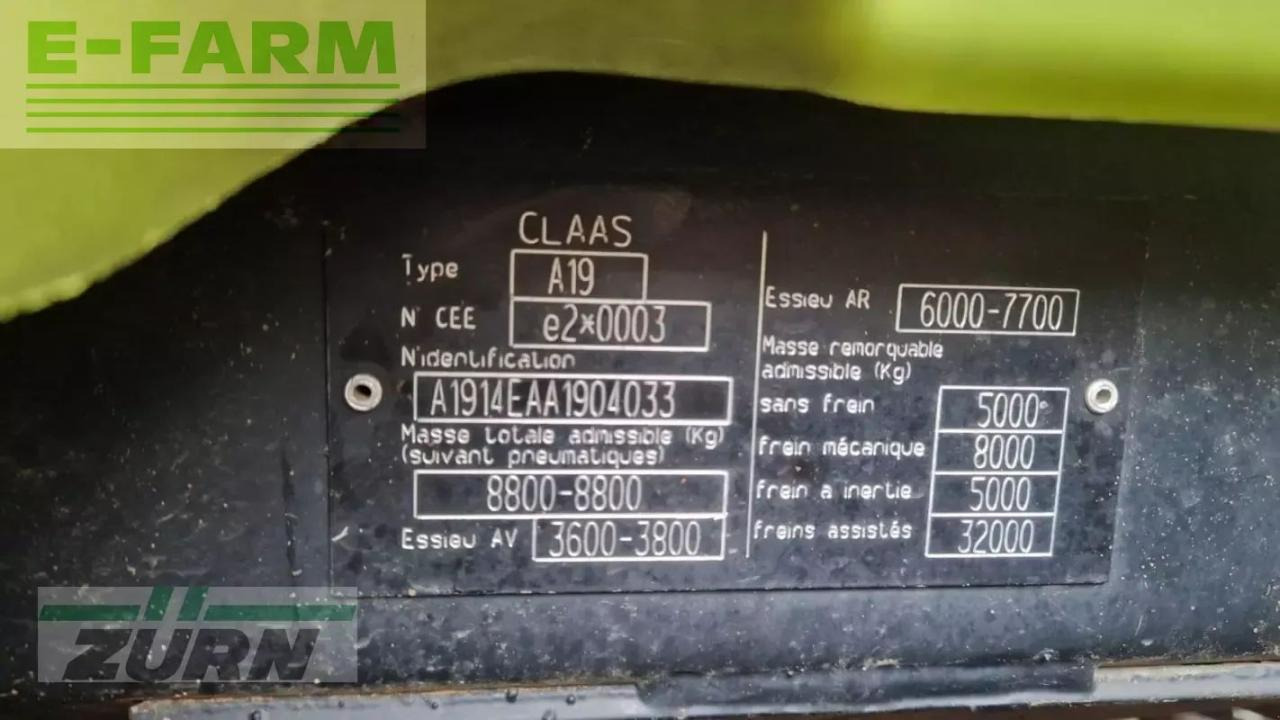 E-FARM
CLAAS
Type A19
N° CEE e2*0003
N°identification
A1914EAA1904033
Masse totale admissible (Kg)
(suivant pneumatiques)
8800-8800
Essieu AV 3600-3800
Essieu AR 6000-7700
Masse remorquable
admissible (Kg)
sans frein 5000
frein mécanique 8000
frein à inertie 5000
freins assistés 32000
ZÜRN